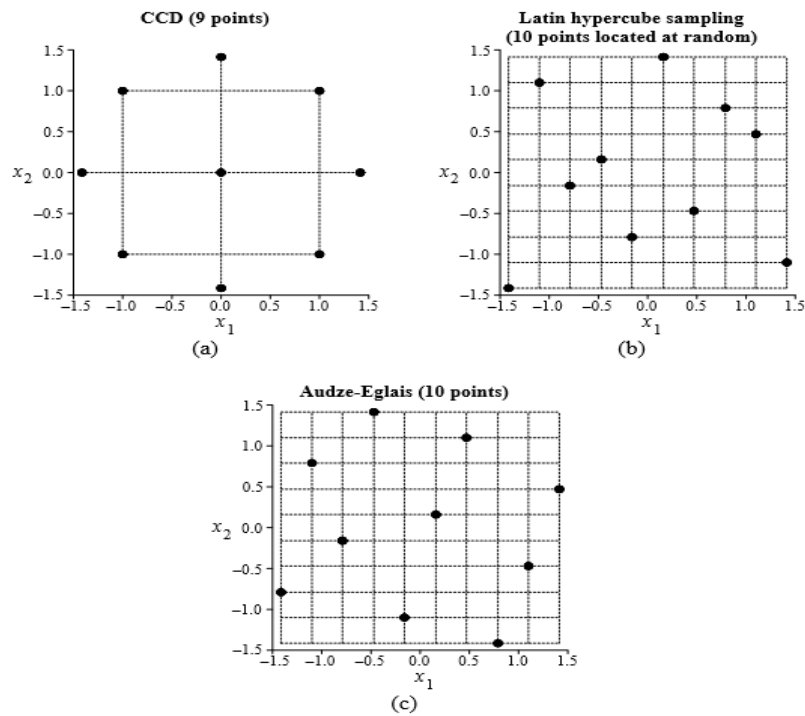 CCD (9 points)
1.5
1.0
0.5
x2 0.0
−0.5
−1.0
−1.5
−1.5 −1.0 −0.5 0.0 0.5 1.0 1.5
x1
(a)
Latin hypercube sampling
(10 points located at random)
1.5
1.0
0.5
x2 0.0
−0.5
−1.0
−1.5
−1.5 −1.0 −0.5 0.0 0.5 1.0 1.5
x1
(b)
Audze-Eglais (10 points)
1.5
1.0
0.5
x2 0.0
−0.5
−1.0
−1.5
−1.5 −1.0 −0.5 0.0 0.5 1.0 1.5
x1
(c)